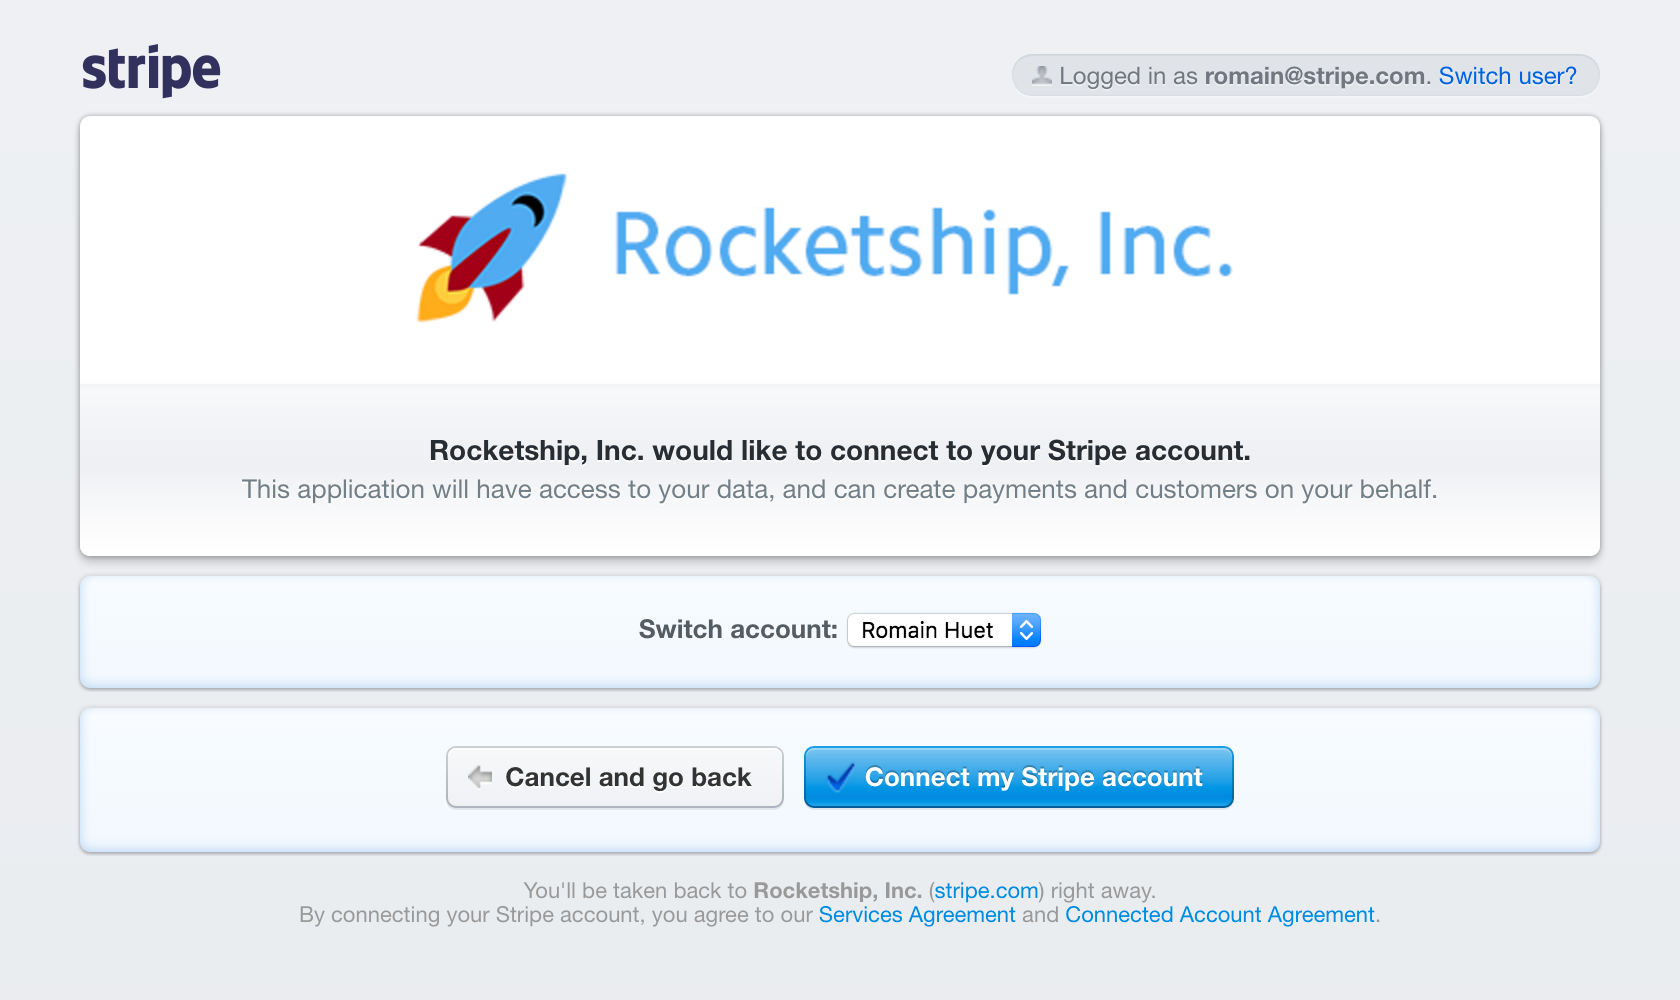 stripe
Logged in as romain@stripe.com. Switch user?
Rocketship, Inc.
Rocketship, Inc. would like to connect to your Stripe account.
This application will have access to your data, and can create payments and customers on your behalf.
Switch account: Romain Huet
Cancel and go back
Connect my Stripe account
You'll be taken back to Rocketship, Inc. (stripe.com) right away.
By connecting your Stripe account, you agree to our Services Agreement and Connected Account Agreement.